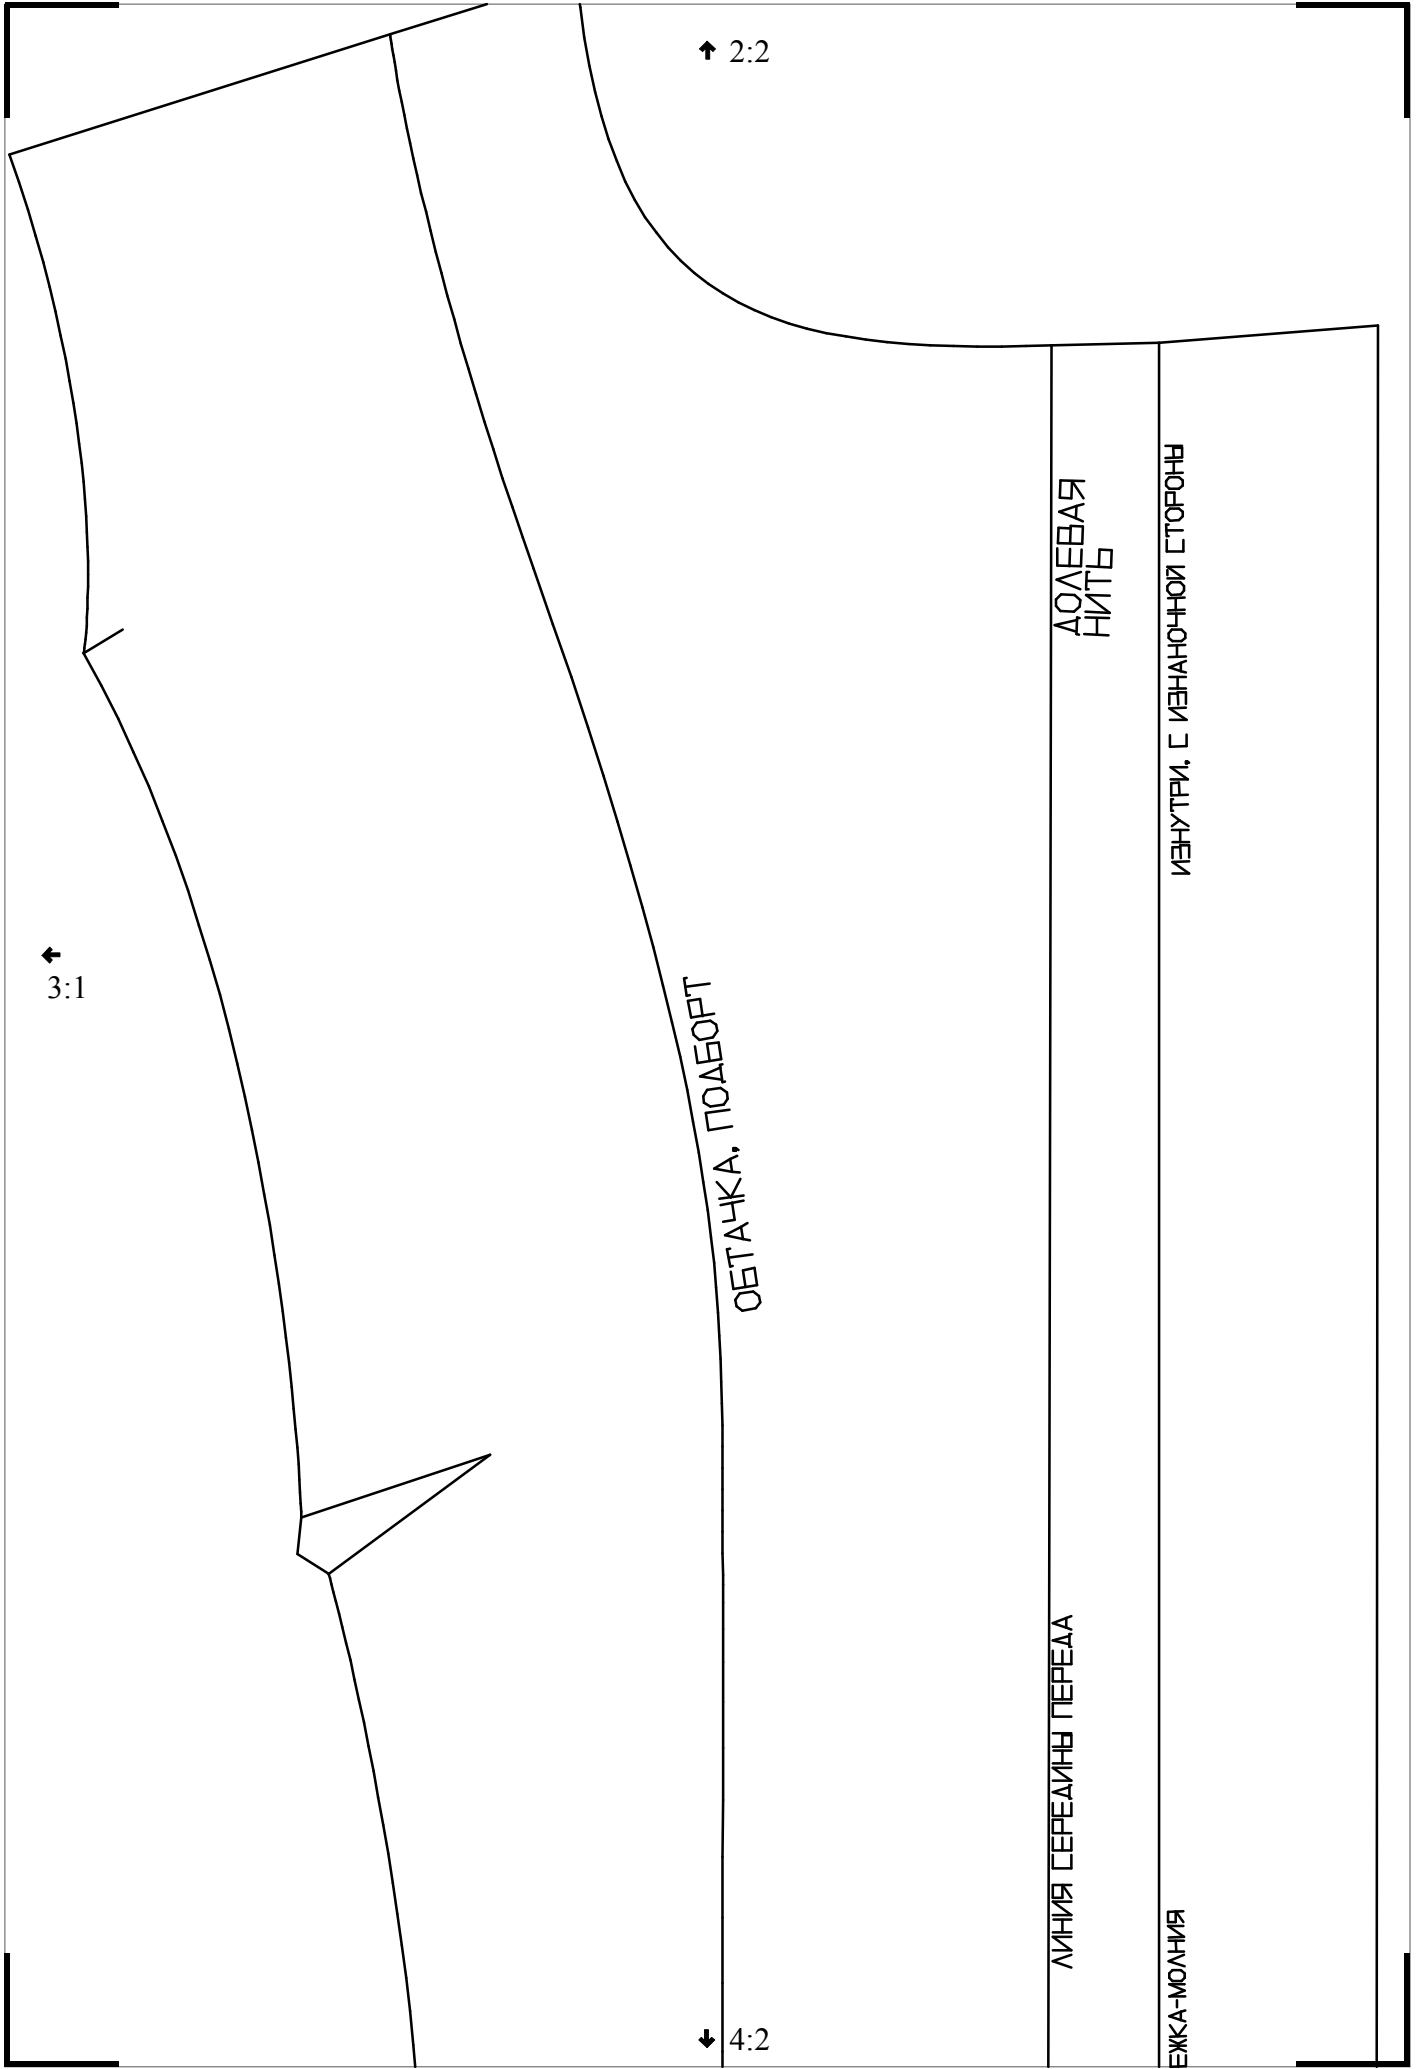 2:2
ДОЛЕВАЯ
НИТЬ
ИЗНУТРИ, С ИЗНАНОЧНОЙ СТОРОНЫ
3:1
ОБТАЧКА, ПОДБОРТ
ЛИНИЯ СЕРЕДИНЫ ПЕРЕДА
ЕЖКА-МОЛНИЯ
4:2